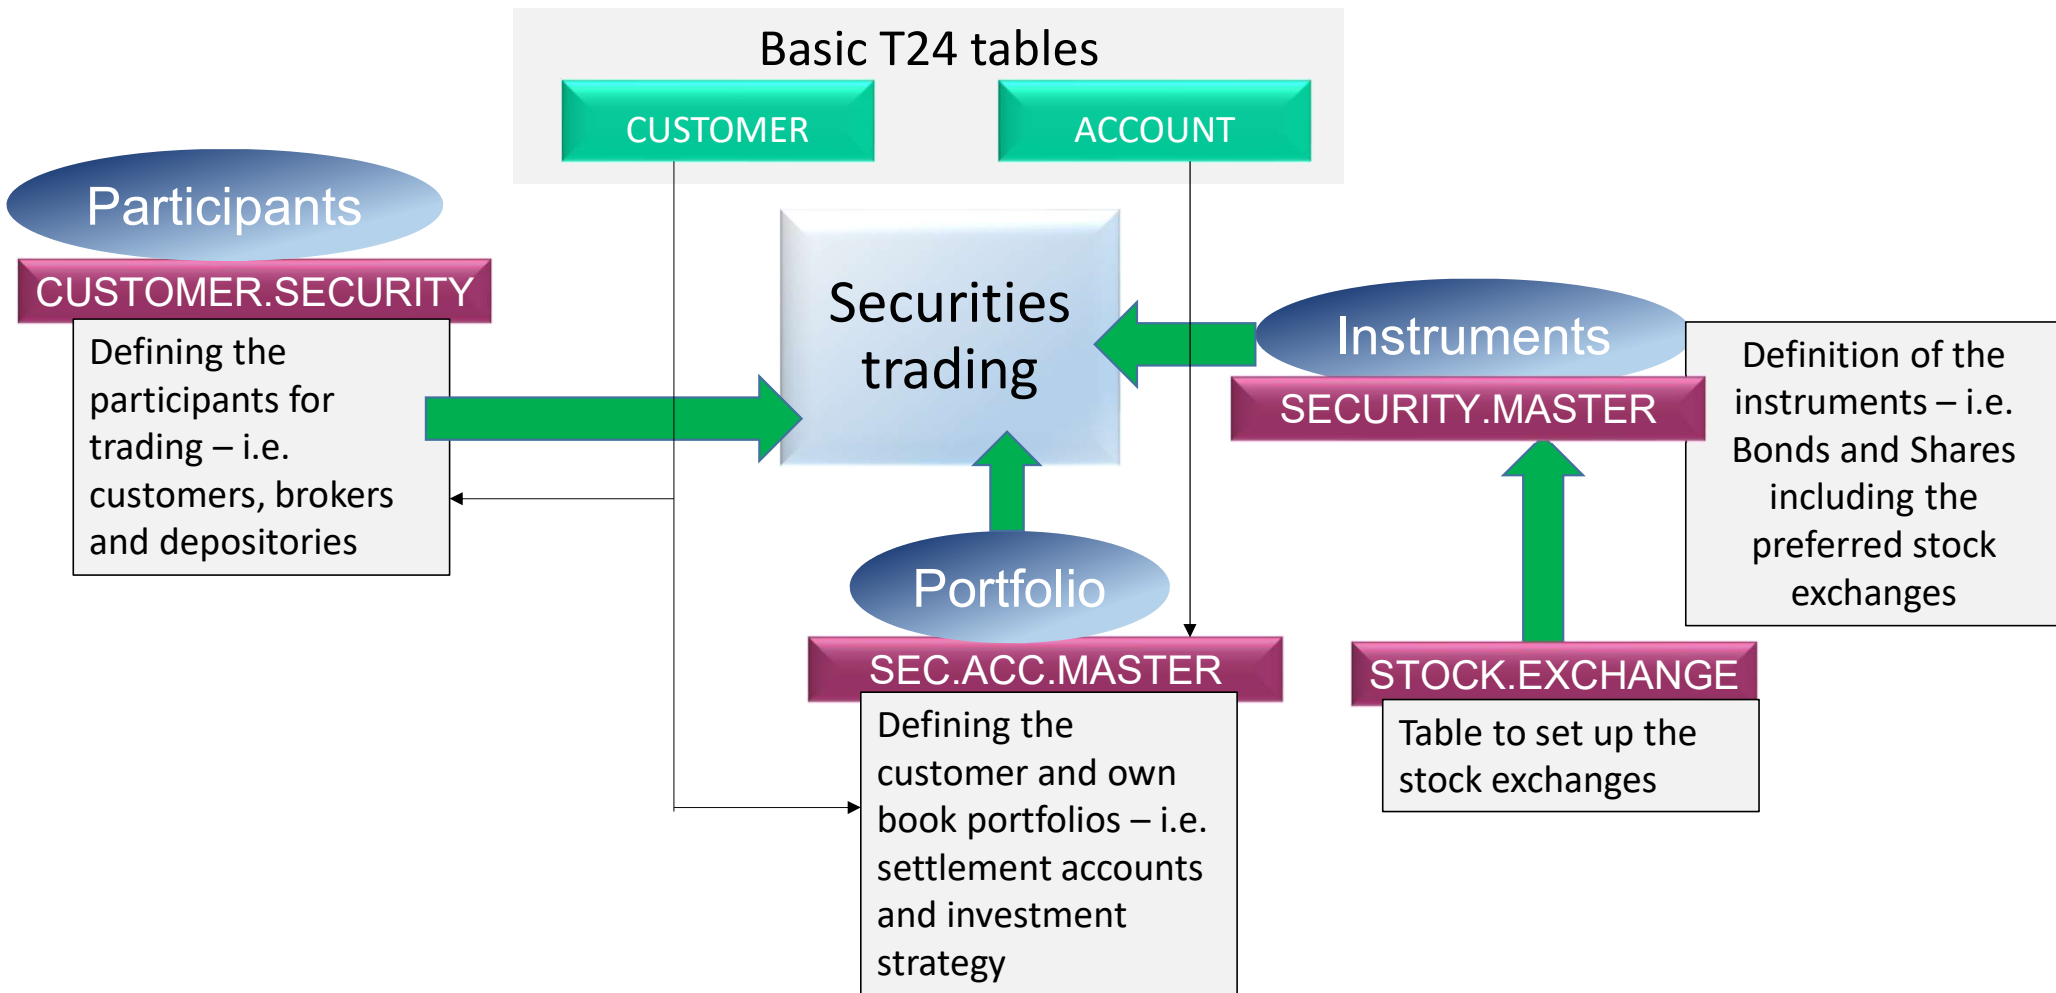 Basic T24 tables
CUSTOMER
ACCOUNT
Participants
CUSTOMER.SECURITY
Defining the
participants for
trading – i.e.
customers, brokers
and depositories
Securities
trading
Instruments
SECURITY.MASTER
Definition of the
instruments – i.e.
Bonds and Shares
including the
preferred stock
exchanges
Portfolio
SEC.ACC.MASTER
Defining the
customer and own
book portfolios – i.e.
settlement accounts
and investment
strategy
STOCK.EXCHANGE
Table to set up the
stock exchanges